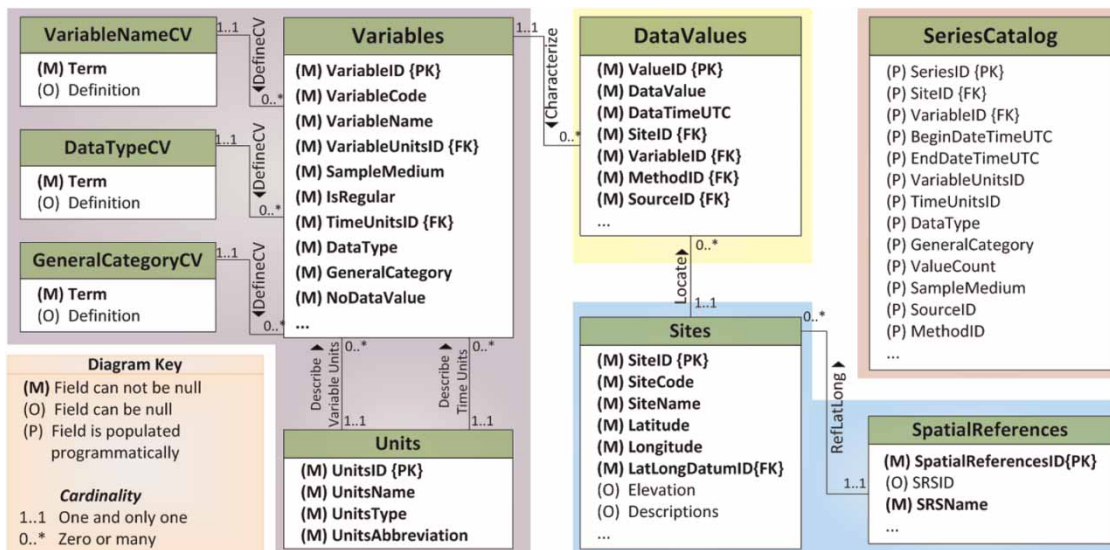 VariableNameCV
(M) Term
(O) Definition
1..1
◄DefineCV
0..*
DataTypeCV
(M) Term
(O) Definition
1..1
◄DefineCV
0..*
GeneralCategoryCV
(M) Term
(O) Definition
1..1
◄DefineCV
0..*
Variables
(M) VariableID {PK}
(M) VariableCode
(M) VariableName
(M) VariableUnitsID {FK}
(M) SampleMedium
(M) IsRegular
(M) TimeUnitsID {FK}
(M) DataType
(M) GeneralCategory
(M) NoDataValue
...
1..1
◄Characterize
0..*
DataValues
(M) ValueID {PK}
(M) DataValue
(M) DataTimeUTC
(M) SiteID {FK}
(M) VariableID {FK}
(M) MethodID {FK}
(M) SourceID {FK}
...
0..*
Locate►
1..1
SeriesCatalog
(P) SeriesID {PK}
(P) SiteID {FK}
(P) VariableID {FK}
(P) BeginDateTimeUTC
(P) EndDateTimeUTC
(P) VariableUnitsID
(P) TimeUnitsID
(P) DataType
(P) GeneralCategory
(P) ValueCount
(P) SampleMedium
(P) SourceID
(P) MethodID
...
Diagram Key
(M) Field can not be null
(O) Field can be null
(P) Field is populated
programmatically
Cardinality
1..1 One and only one
0..* Zero or many
0..*
Describe►
Variable Units
1..1
0..*
Describe►
Time Units
1..1
Units
(M) UnitsID {PK}
(M) UnitsName
(M) UnitsType
(M) UnitsAbbreviation
Sites
(M) SiteID {PK}
(M) SiteCode
(M) SiteName
(M) Latitude
(M) Longitude
(M) LatLongDatumID{FK}
(O) Elevation
(O) Descriptions
...
0..*
RefLatLong►
1..1
SpatialReferences
(M) SpatialReferencesID{PK}
(O) SRSID
(M) SRSName
...